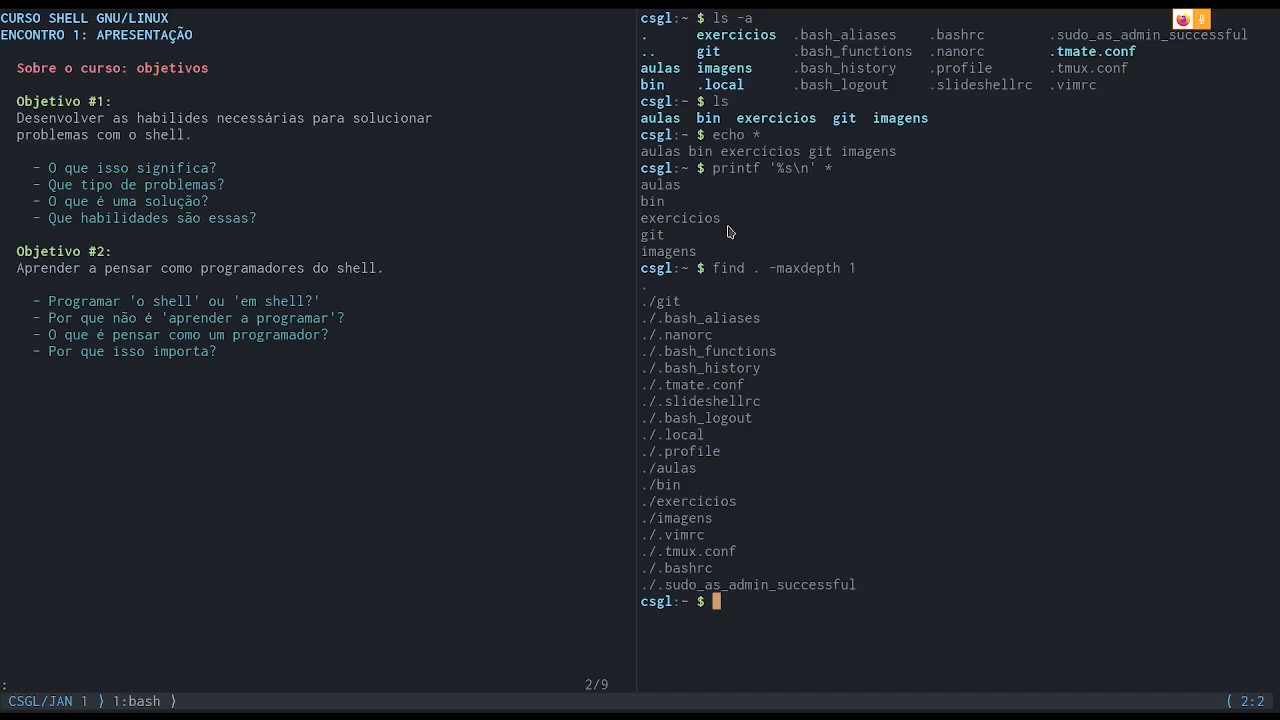 CURSO SHELL GNU/LINUX
ENCONTRO 1: APRESENTAÇÃO
Sobre o curso: objetivos
Objetivo #1:
Desenvolver as habilides necessárias para solucionar
problemas com o shell.
- O que isso significa?
- Que tipo de problemas?
- O que é uma solução?
- Que habilidades são essas?
Objetivo #2:
Aprender a pensar como programadores do shell.
- Programar 'o shell' ou 'em shell?'
- Por que não é 'aprender a programar'?
- O que é pensar como um programador?
- Por que isso importa?
:
2/9
csgl:~ $ ls -a
. exercicios .bash_aliases .bashrc .sudo_as_admin_successful
.. git .bash_functions .nanorc .tmate.conf
aulas imagens .bash_history .profile .tmux.conf
bin .local .bash_logout .slideshellrc .vimrc
csgl:~ $ ls
aulas bin exercicios git imagens
csgl:~ $ echo *
aulas bin exercicios git imagens
csgl:~ $ printf '%s\n' *
aulas
bin
exercicios
git
imagens
csgl:~ $ find . -maxdepth 1
.
./git
./.bash_aliases
./.nanorc
./.bash_functions
./.bash_history
./.tmate.conf
./.slideshellrc
./.bash_logout
./.local
./.profile
./aulas
./bin
./exercicios
./imagens
./.vimrc
./.tmux.conf
./.bashrc
./.sudo_as_admin_successful
csgl:~ $
CSGL/JAN 1 ⟩ 1:bash ⟩ ⟨ 2:2